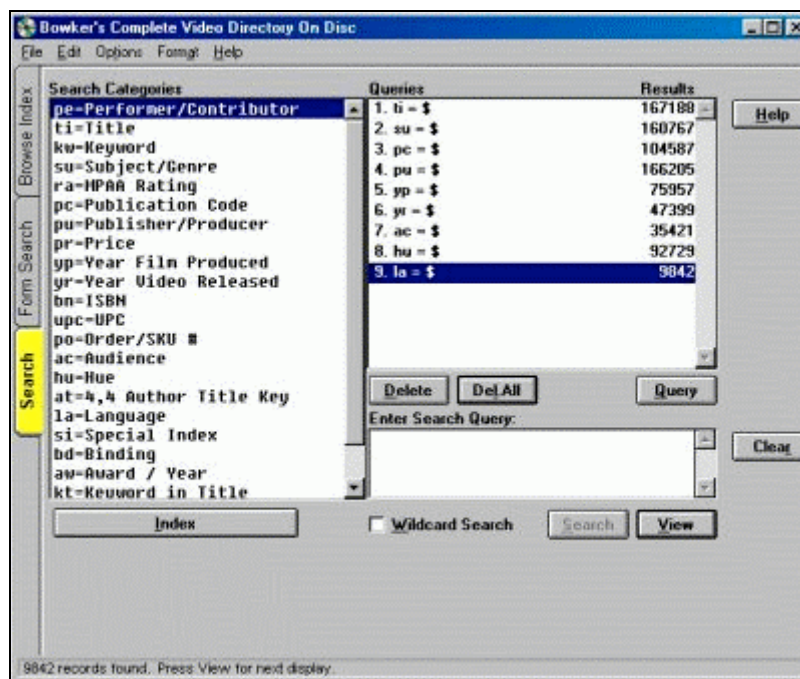 Bowker's Complete Video Directory On Disc
File Edit Options Format Help
Browse Index
Form Search
Search
Search Categories
pe=Performer/Contributor
ti=Title
kw=Keyword
su=Subject/Genre
ra=MPAA Rating
pc=Publication Code
pu=Publisher/Producer
pr=Price
yp=Year Film Produced
yr=Year Video Released
bn=ISBN
upc=UPC
po=Order/SKU #
ac=Audience
hu=Hue
at=4,4 Author Title Key
la=Language
si=Special Index
bd=Binding
aw=Award / Year
kt=Keyword in Title
Index
Queries Results
1. ti = $ 167188
2. su = $ 160767
3. pc = $ 104587
4. pu = $ 166205
5. yp = $ 75957
6. yr = $ 47399
7. ac = $ 35421
8. hu = $ 92729
9. la = $ 9842
Delete Del All Query
Enter Search Query:
Wildcard Search Search View
Help
Clear
9842 records found. Press View for next display.